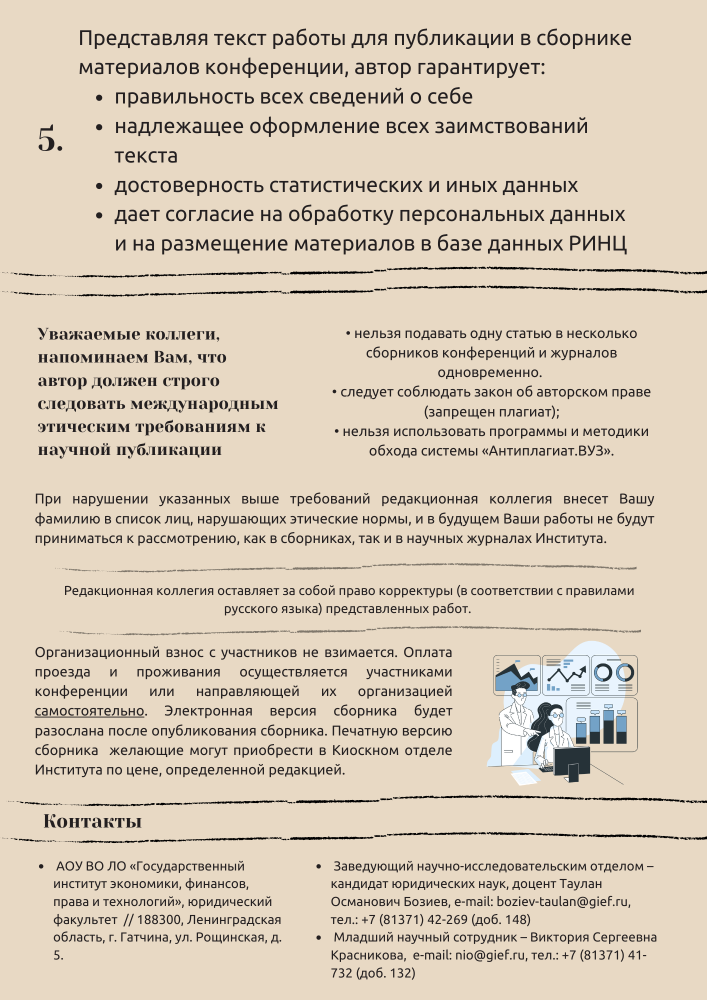 Представляя текст работы для публикации в сборнике
материалов конференции, автор гарантирует:
• правильность всех сведений о себе
• надлежащее оформление всех заимствований
5.
текста
• достоверность статистических и иных данных
• дает согласие на обработку персональных данных
и на размещение материалов в базе данных РИНЦ
Уважаемые коллеги,
напоминаем Вам, что
автор должен строго
следовать международным
этическим требованиям к
научной публикации
• нельзя подавать одну статью в несколько
сборников конференций и журналов
одновременно.
• следует соблюдать закон об авторском праве
(запрещен плагиат);
• нельзя использовать программы и методики
обхода системы «Антиплагиат.ВУЗ».
При нарушении указанных выше требований редакционная коллегия внесет Вашу
фамилию в список лиц, нарушающих этические нормы, и в будущем Ваши работы не будут
приниматься к рассмотрению, как в сборниках, так и в научных журналах Института.
Редакционная коллегия оставляет за собой право корректуры (в соответствии с правилами
русского языка) представленных работ.
Организационный взнос с участников не взимается. Оплата
проезда и проживания осуществляется участниками
конференции или направляющей их организацией
самостоятельно. Электронная версия сборника будет
разослана после опубликования сборника. Печатную версию
сборника желающие могут приобрести в Киоскном отделе
Института по цене, определенной редакцией.
Контакты
• АОУ ВО ЛО «Государственный
институт экономики, финансов,
права и технологий», юридический
факультет // 188300, Ленинградская
область, г. Гатчина, ул. Рощинская, д.
5.
• Заведующий научно-исследовательским отделом –
кандидат юридических наук, доцент Таулан
Османович Бозиев, e-mail: boziev-taulan@gief.ru,
тел.: +7 (81371) 42-269 (доб. 148)
• Младший научный сотрудник – Виктория Сергеевна
Красникова, e-mail: nio@gief.ru, тел.: +7 (81371) 41-
732 (доб. 132)